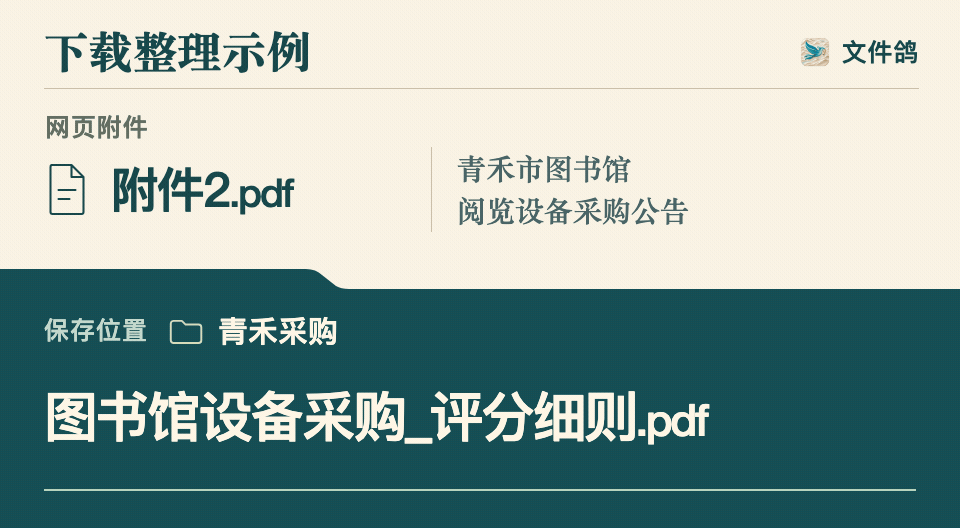 下载整理示例
文件鸽
网页附件
附件2.pdf
青禾市图书馆
阅览设备采购公告
保存位置
青禾采购
图书馆设备采购_评分细则.pdf